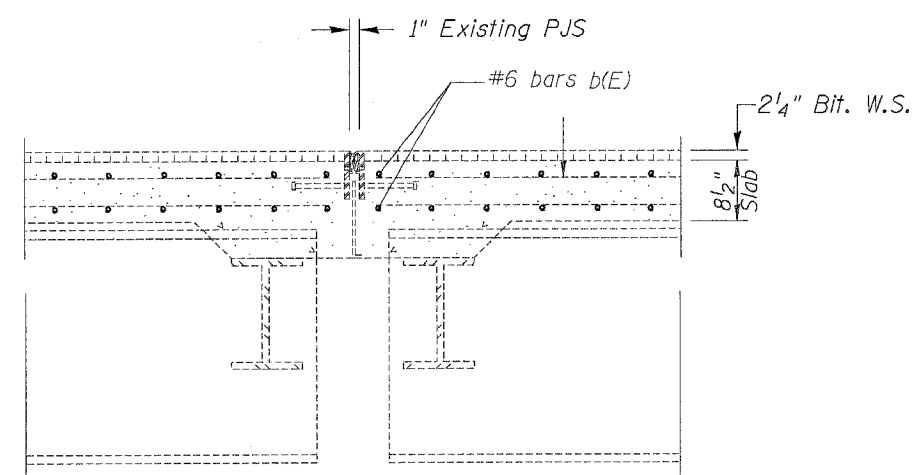 1" Existing PJS
#6 bars b(E)
2¼" Bit. W.S.
8½"
Slab